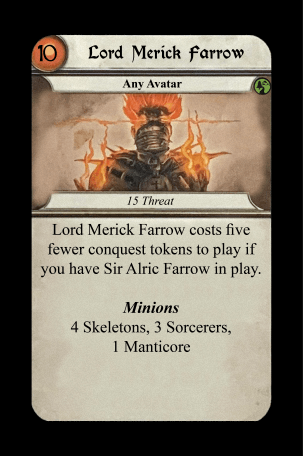 10
Lord Merick Farrow
Any Avatar
15 Threat
Lord Merick Farrow costs five
fewer conquest tokens to play if
you have Sir Alric Farrow in play.
Minions
4 Skeletons, 3 Sorcerers,
1 Manticore